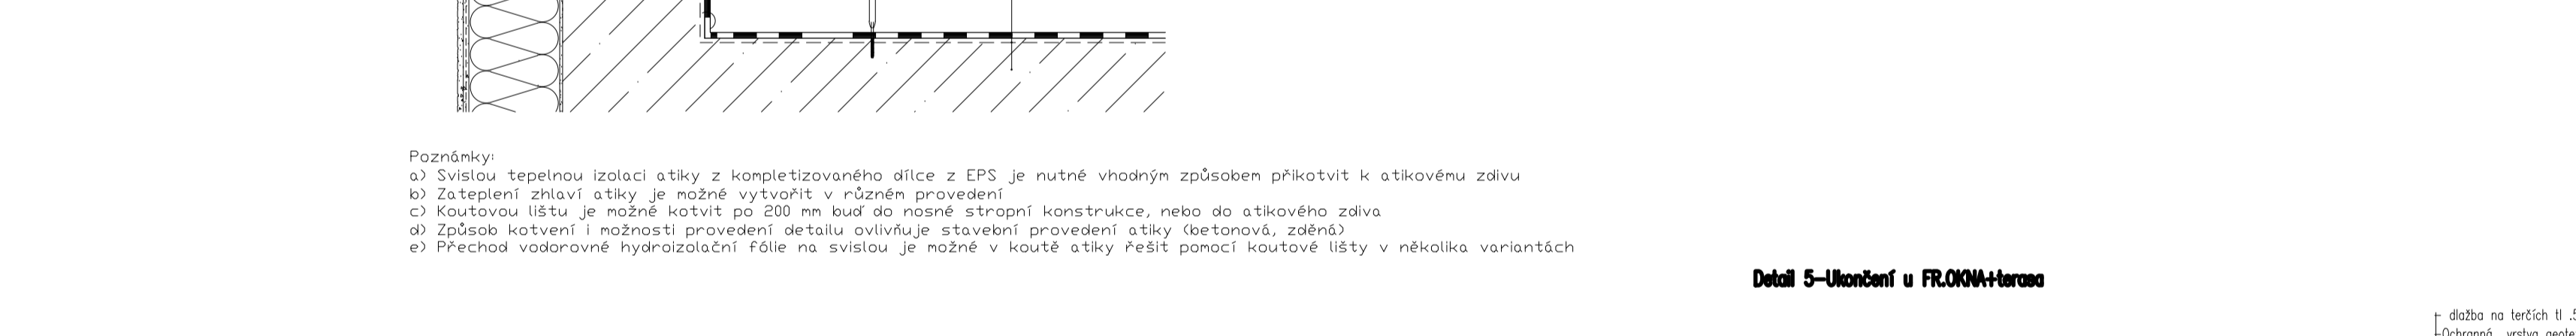 Poznámky:
a) Svislou tepelnou izolaci atiky z kompletizovaného dílce z EPS je nutné vhodným způsobem přikotvit k atikovému zdivu
b) Zateplení zhlaví atiky je možné vytvořit v různém provedení
c) Koutovou lištu je možné kotvit po 200 mm buď do nosné stropní konstrukce, nebo do atikového zdiva
d) Způsob kotvení i možnosti provedení detailu ovlivňuje stavební provedení atiky (betonová, zděná)
e) Přechod vodorovné hydroizolační fólie na svislou je možné v koutě atiky řešit pomocí koutové lišty v několika variantách
Detail 5-Ukončení u FR.OKNA+terasa
dlažba na terčích tl
Ochranná vrstva